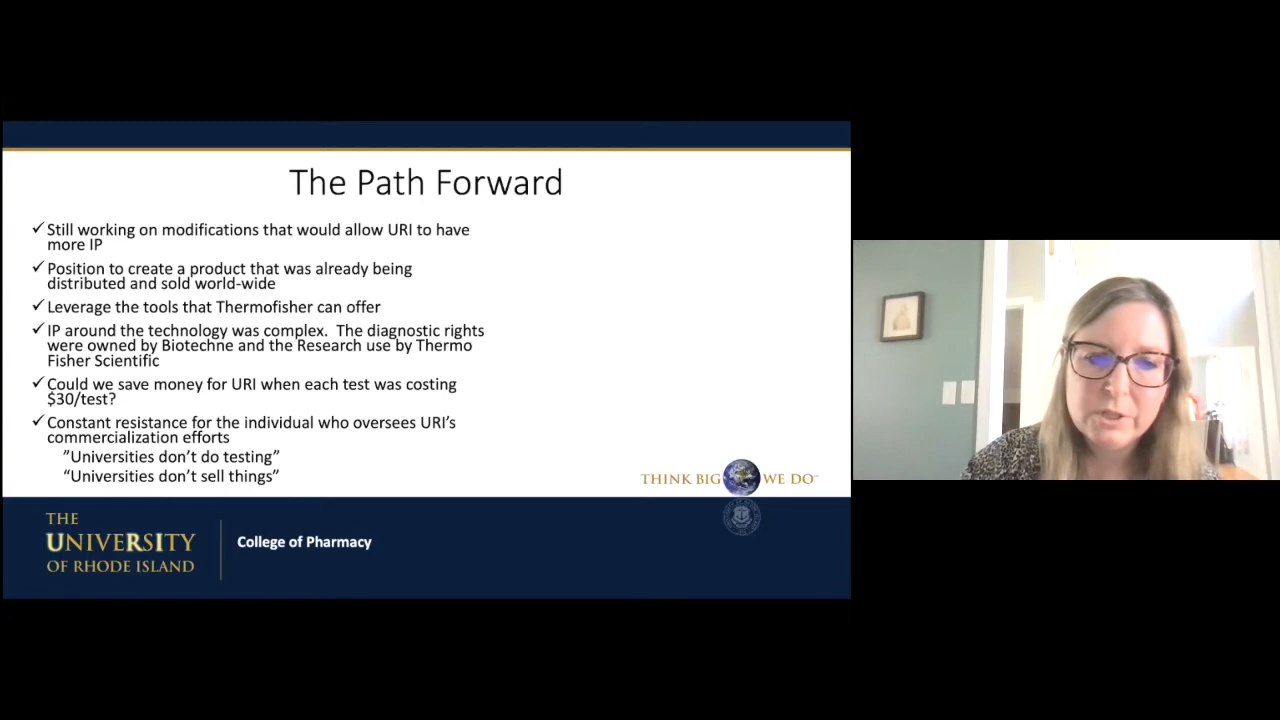 The Path Forward
✓Still working on modifications that would allow URI to have
more IP
✓Position to create a product that was already being
distributed and sold world-wide
✓Leverage the tools that Thermofisher can offer
✓IP around the technology was complex.  The diagnostic rights
were owned by Biotechne and the Research use by Thermo
Fisher Scientific
✓Could we save money for URI when each test was costing
$30/test?
✓Constant resistance for the individual who oversees URI’s
commercialization efforts
”Universities don’t do testing”
“Universities don’t sell things”
THINK BIG WE DO℠
THE
UNIVERSITY
OF RHODE ISLAND
College of Pharmacy